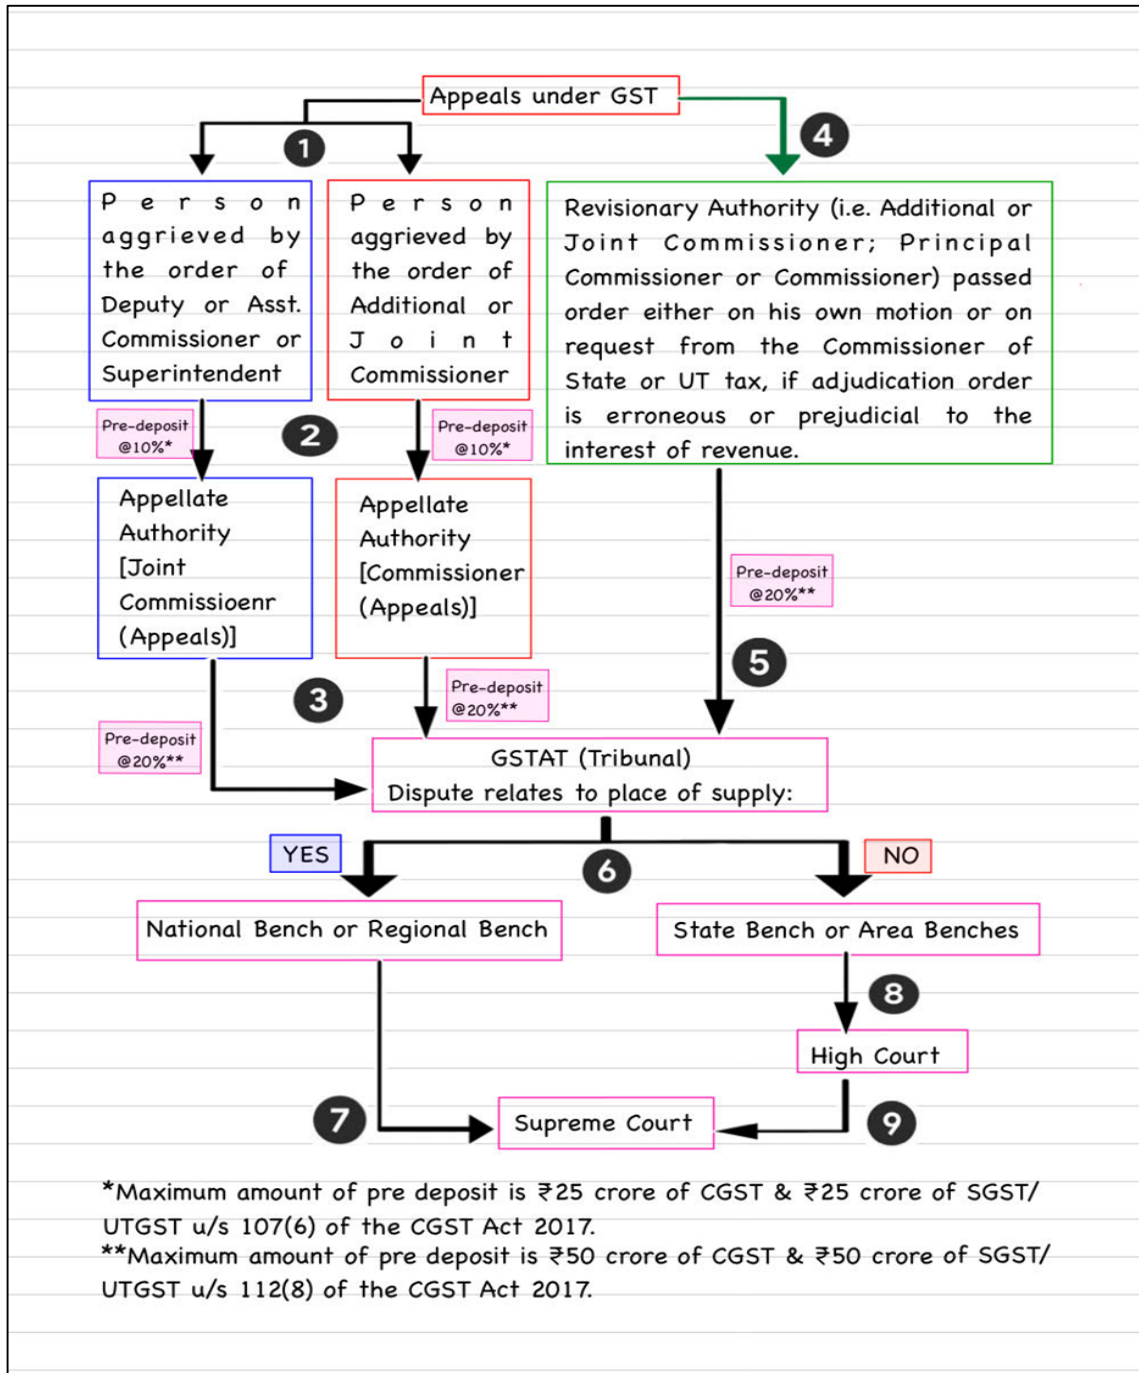 Appeals under GST
1
4
Person
aggrieved by
the order of
Deputy or Asst.
Commissioner or
Superintendent
Person
aggrieved by
the order of
Additional or
Joint
Commissioner
Revisionary Authority (i.e. Additional or
Joint Commissioner; Principal
Commissioner or Commissioner) passed
order either on his own motion or on
request from the Commissioner of
State or UT tax, if adjudication order
is erroneous or prejudicial to the
interest of revenue.
Pre-deposit
@10%*
2
Pre-deposit
@10%*
Appellate
Authority
[Joint
Commissioenr
(Appeals)]
Appellate
Authority
[Commissioner
(Appeals)]
Pre-deposit
@20%**
5
3
Pre-deposit
@20%**
Pre-deposit
@20%**
GSTAT (Tribunal)
Dispute relates to place of supply:
YES
6
NO
National Bench or Regional Bench
State Bench or Area Benches
8
High Court
7
Supreme Court
9
*Maximum amount of pre deposit is ₹25 crore of CGST & ₹25 crore of SGST/
UTGST u/s 107(6) of the CGST Act 2017.
**Maximum amount of pre deposit is ₹50 crore of CGST & ₹50 crore of SGST/
UTGST u/s 112(8) of the CGST Act 2017.